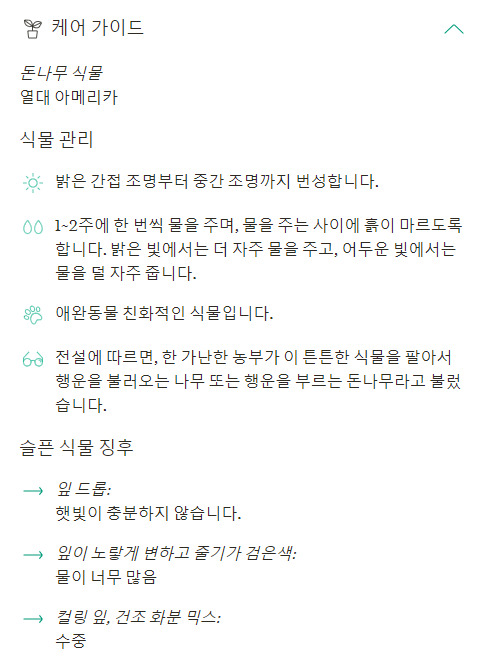 케어 가이드
돈나무 식물
열대 아메리카
식물 관리
밝은 간접 조명부터 중간 조명까지 번성합니다.
1~2주에 한 번씩 물을 주며, 물을 주는 사이에 흙이 마르도록
합니다. 밝은 빛에서는 더 자주 물을 주고, 어두운 빛에서는
물을 덜 자주 줍니다.
애완동물 친화적인 식물입니다.
전설에 따르면, 한 가난한 농부가 이 튼튼한 식물을 팔아서
행운을 불러오는 나무 또는 행운을 부르는 돈나무라고 불렀
습니다.
슬픈 식물 징후
잎 드롭:
햇빛이 충분하지 않습니다.
잎이 노랗게 변하고 줄기가 검은색:
물이 너무 많음
컬링 잎, 건조 화분 믹스:
수중